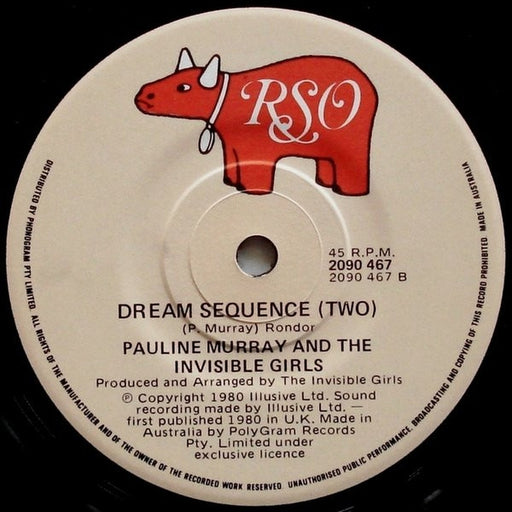 RSO
45 R.P.M.
2090 467
2090 467 B
DREAM SEQUENCE (TWO)
(P. Murray) Rondor
PAULINE MURRAY AND THE
INVISIBLE GIRLS
Produced and Arranged by The Invisible Girls
℗ Copyright 1980 Illusive Ltd. Sound
recording made by Illusive Ltd. —
first published 1980 in U.K. Made in
Australia by PolyGram Records
Pty. Limited under
exclusive licence
DISTRIBUTED BY PHONOGRAM PTY LIMITED. ALL RIGHTS OF THE MANUFACTURER AND OF THE OWNER OF THE RECORDED WORK RESERVED. UNAUTHORISED PUBLIC PERFORMANCE, BROADCASTING AND COPYING OF THIS RECORD PROHIBITED. MADE IN AUSTRALIA